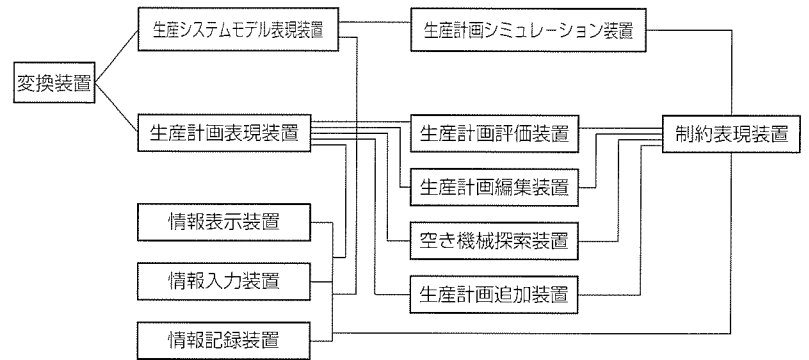 生産システムモデル表現装置
生産計画シミュレーション装置
変換装置
生産計画表現装置
生産計画評価装置
制約表現装置
生産計画編集装置
情報表示装置
空き機械探索装置
情報入力装置
生産計画追加装置
情報記録装置